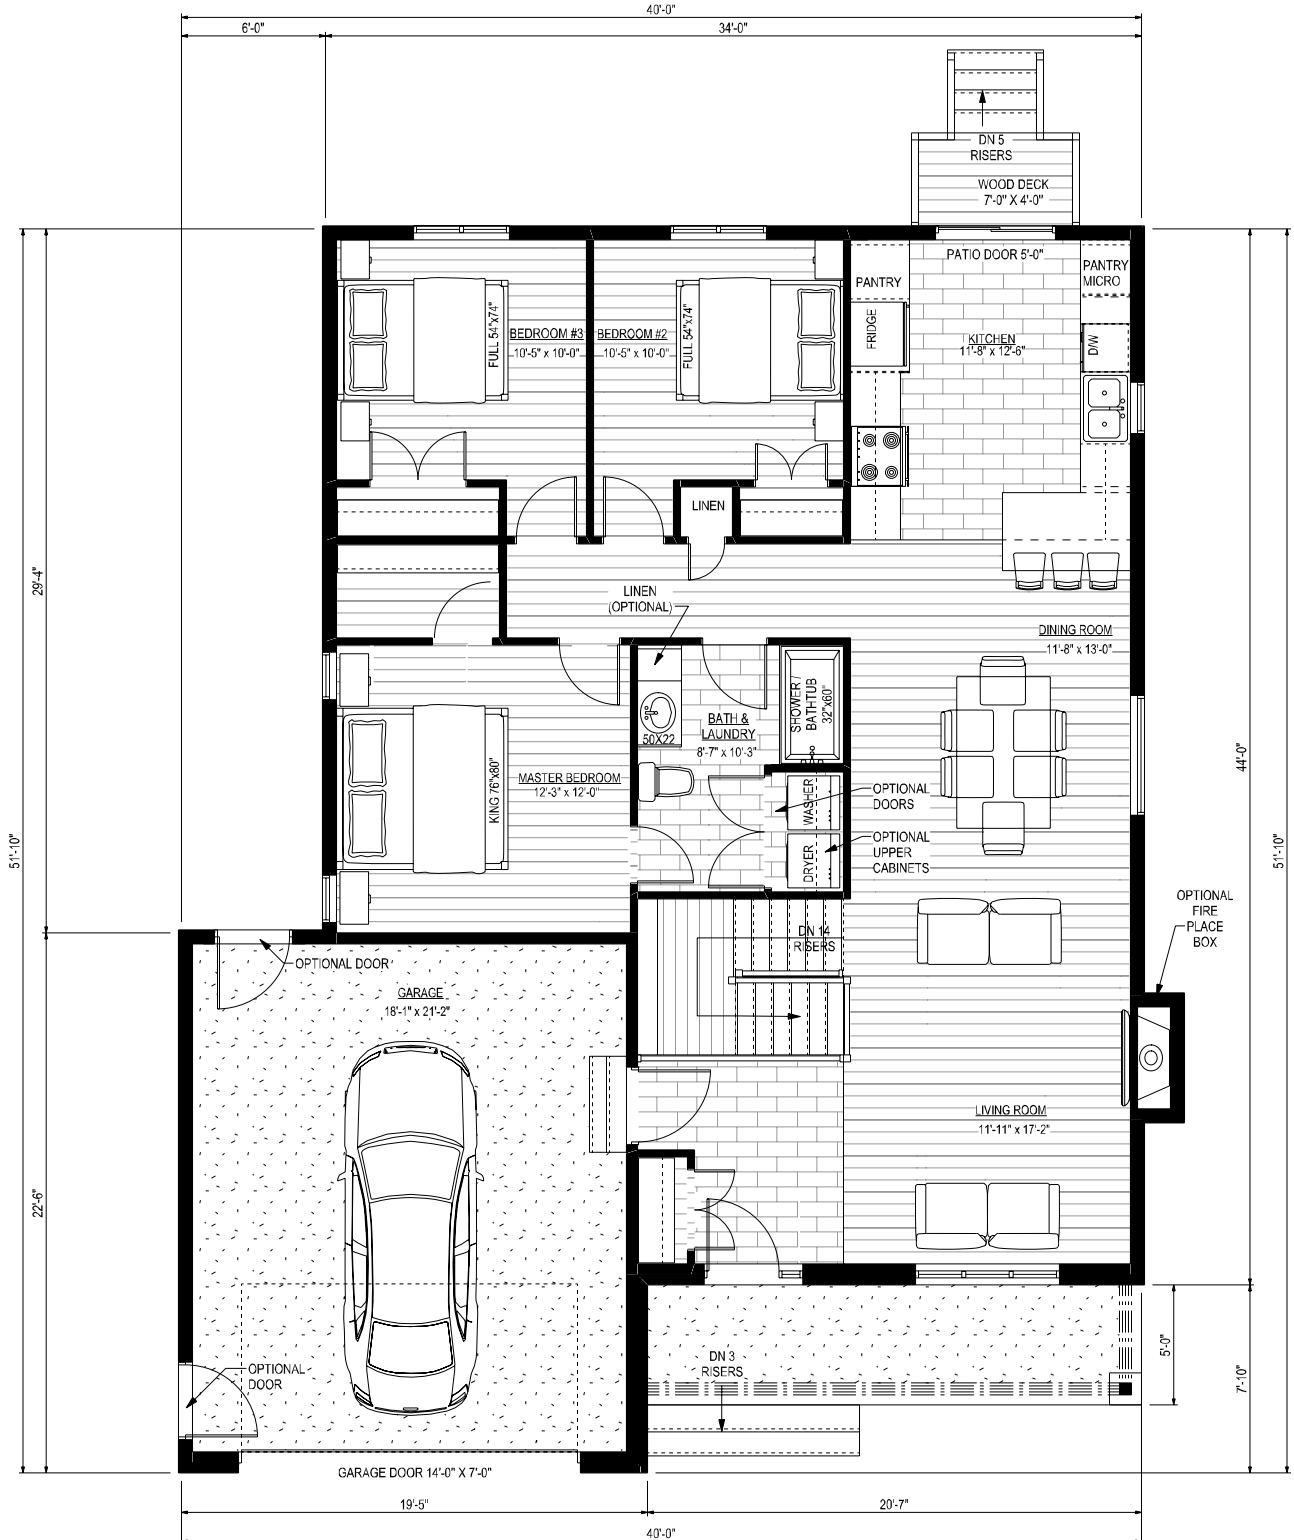 40'-0"
6'-0"
34'-0"
DN 5
RISERS
WOOD DECK
7'-0" X 4'-0"
PATIO DOOR 5'-0"
PANTRY
PANTRY
MICRO
FRIDGE
D/W
KITCHEN
11'-8" x 12'-6"
FULL 54"x74"
BEDROOM #3
10'-5" x 10'-0"
BEDROOM #2
10'-5" x 10'-0"
FULL 54"x74"
LINEN
LINEN
(OPTIONAL)
29'-4"
DINING ROOM
11'-8" x 13'-0"
SHOWER /
BATHTUB
32"x60"
50X22
BATH &
LAUNDRY
8'-7" x 10'-3"
44'-0"
KING 76"x80"
MASTER BEDROOM
12'-3" x 12'-0"
WASHER
DRYER
OPTIONAL
DOORS
OPTIONAL
UPPER
CABINETS
51'-10"
51'-10"
OPTIONAL
FIRE
PLACE
BOX
DN 14
RISERS
OPTIONAL DOOR
GARAGE
18'-1" x 21'-2"
LIVING ROOM
11'-11" x 17'-2"
22'-6"
OPTIONAL
DOOR
DN 3
RISERS
5'-0"
7'-10"
GARAGE DOOR 14'-0" X 7'-0"
19'-5"
20'-7"
40'-0"